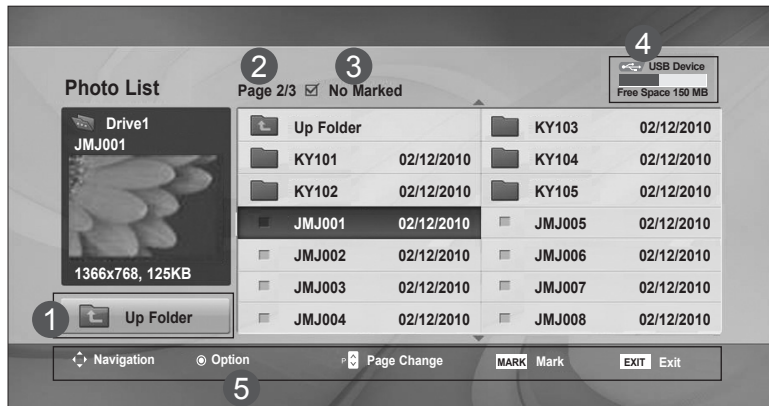 4
USB Device
Free Space 150 MB
2
3
Photo List
Page 2/3 No Marked
Drive1
JMJ001
1366x768, 125KB
Up Folder KY103 02/12/2010
KY101 02/12/2010 KY104 02/12/2010
KY102 02/12/2010 KY105 02/12/2010
JMJ001 02/12/2010 JMJ005 02/12/2010
JMJ002 02/12/2010 JMJ006 02/12/2010
JMJ003 02/12/2010 JMJ007 02/12/2010
JMJ004 02/12/2010 JMJ008 02/12/2010
1
Up Folder
Navigation Option P Page Change MARK Mark EXIT Exit
5